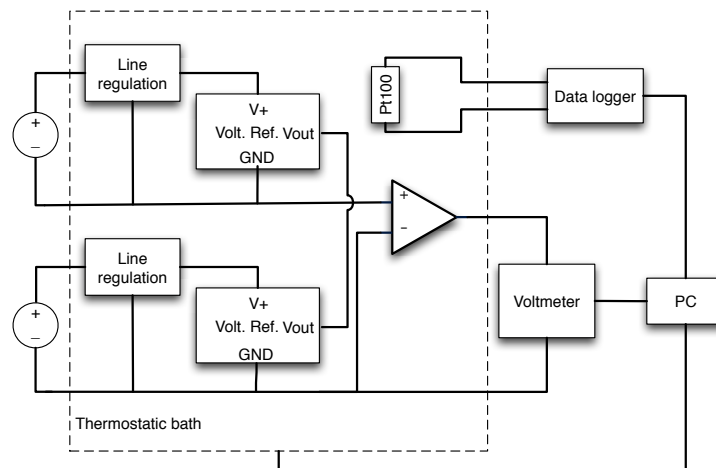 Line
regulation
V+
Volt. Ref. Vout
GND
+
–
Pt100
Data logger
+
-
Line
regulation
V+
Volt. Ref. Vout
GND
+
–
Voltmeter
PC
Thermostatic bath